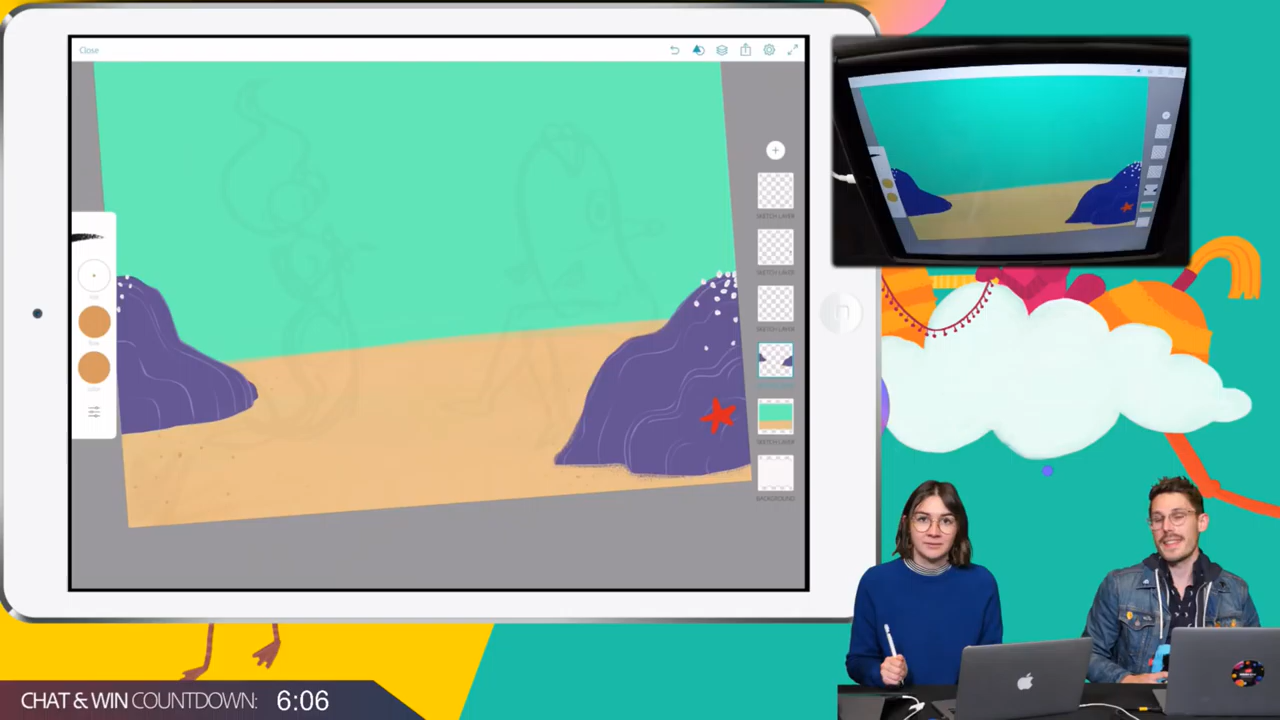 Close
SKETCH LAYER
SKETCH LAYER
SKETCH LAYER
SKETCH LAYER
BACKGROUND
CHAT & WIN COUNTDOWN: 6:06